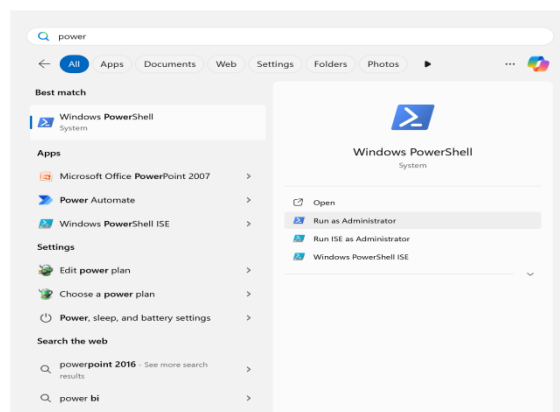 power
All Apps Documents Web Settings Folders Photos ...
Best match
Windows PowerShell
System
Apps
Microsoft Office PowerPoint 2007
Power Automate
Windows PowerShell ISE
Settings
Edit power plan
Choose a power plan
Power, sleep, and battery settings
Search the web
powerpoint 2016 - See more search
results
power bi
Windows PowerShell
System
Open
Run as Administrator
Run ISE as Administrator
Windows PowerShell ISE